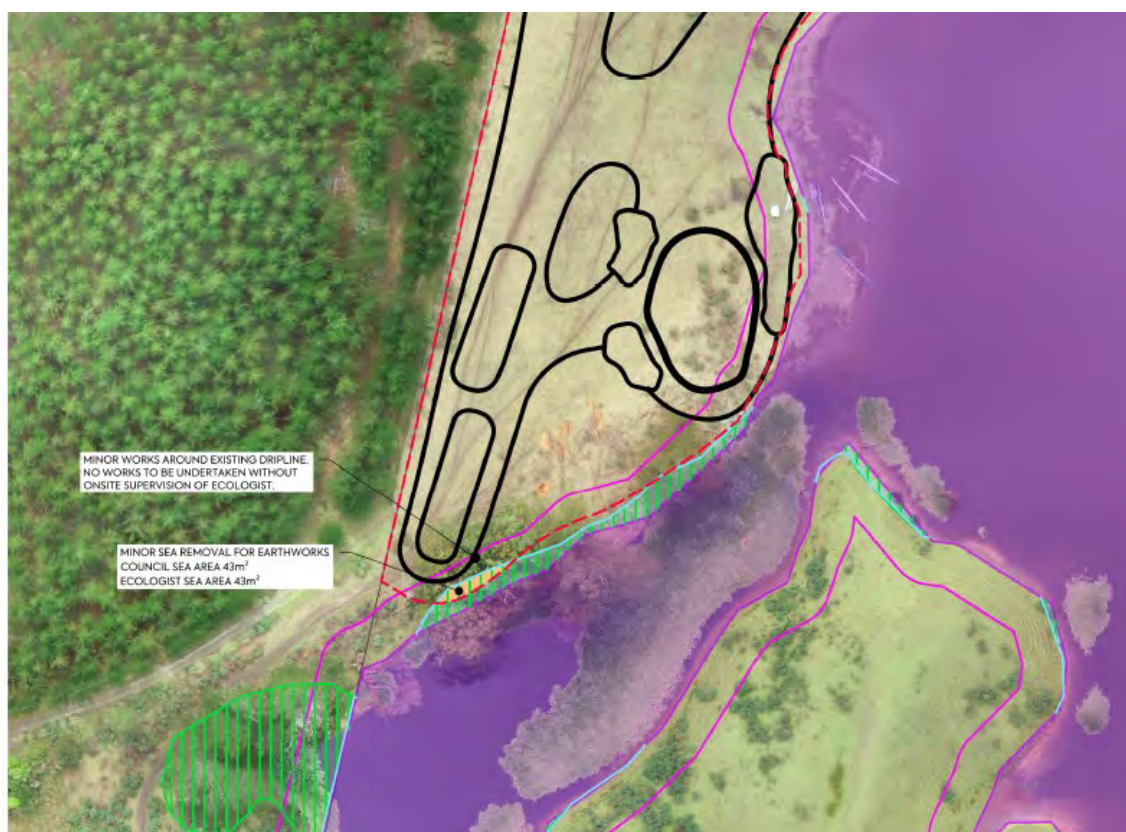 MINOR WORKS AROUND EXISTING DRIPLINE.
NO WORKS TO BE UNDERTAKEN WITHOUT
ONSITE SUPERVISION OF ECOLOGIST.
MINOR SEA REMOVAL FOR EARTHWORKS
COUNCIL SEA AREA 43m²
ECOLOGIST SEA AREA 43m²